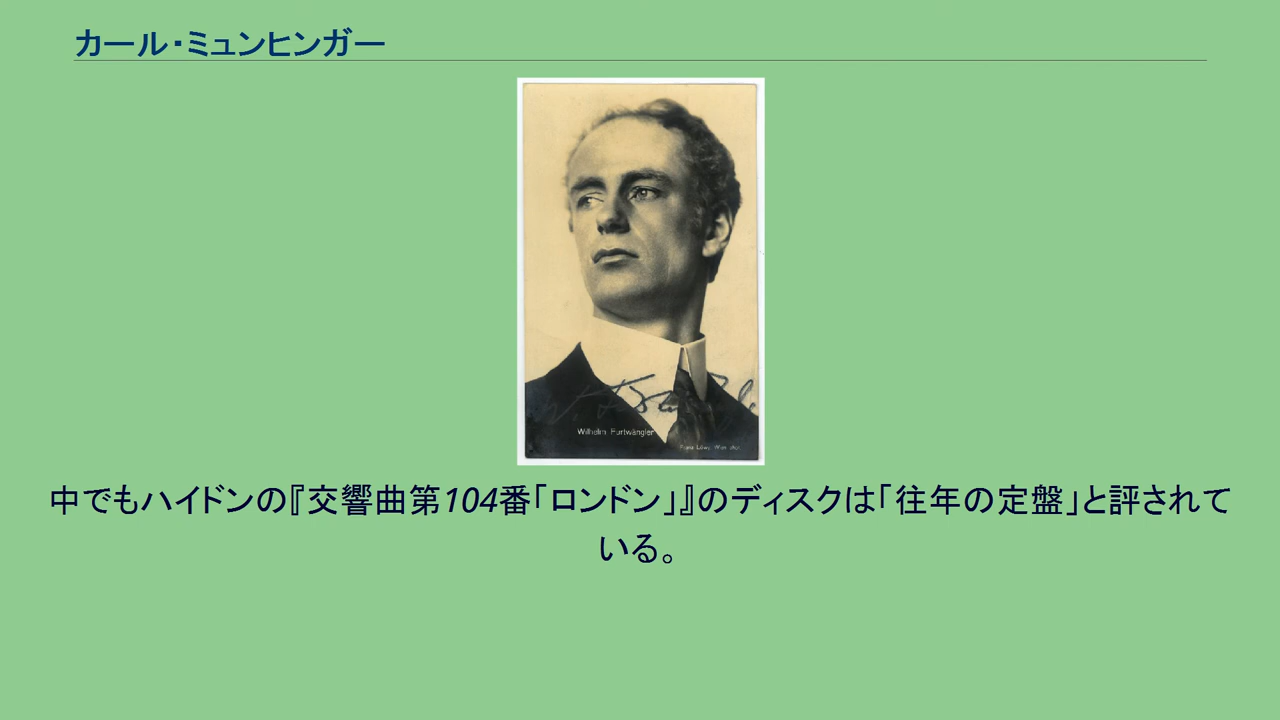 カール・ミュンヒンガー
Wilhelm Furtwängler
中でもハイドンの『交響曲第104番「ロンドン」』のディスクは「往年の定盤」と評されて
いる。